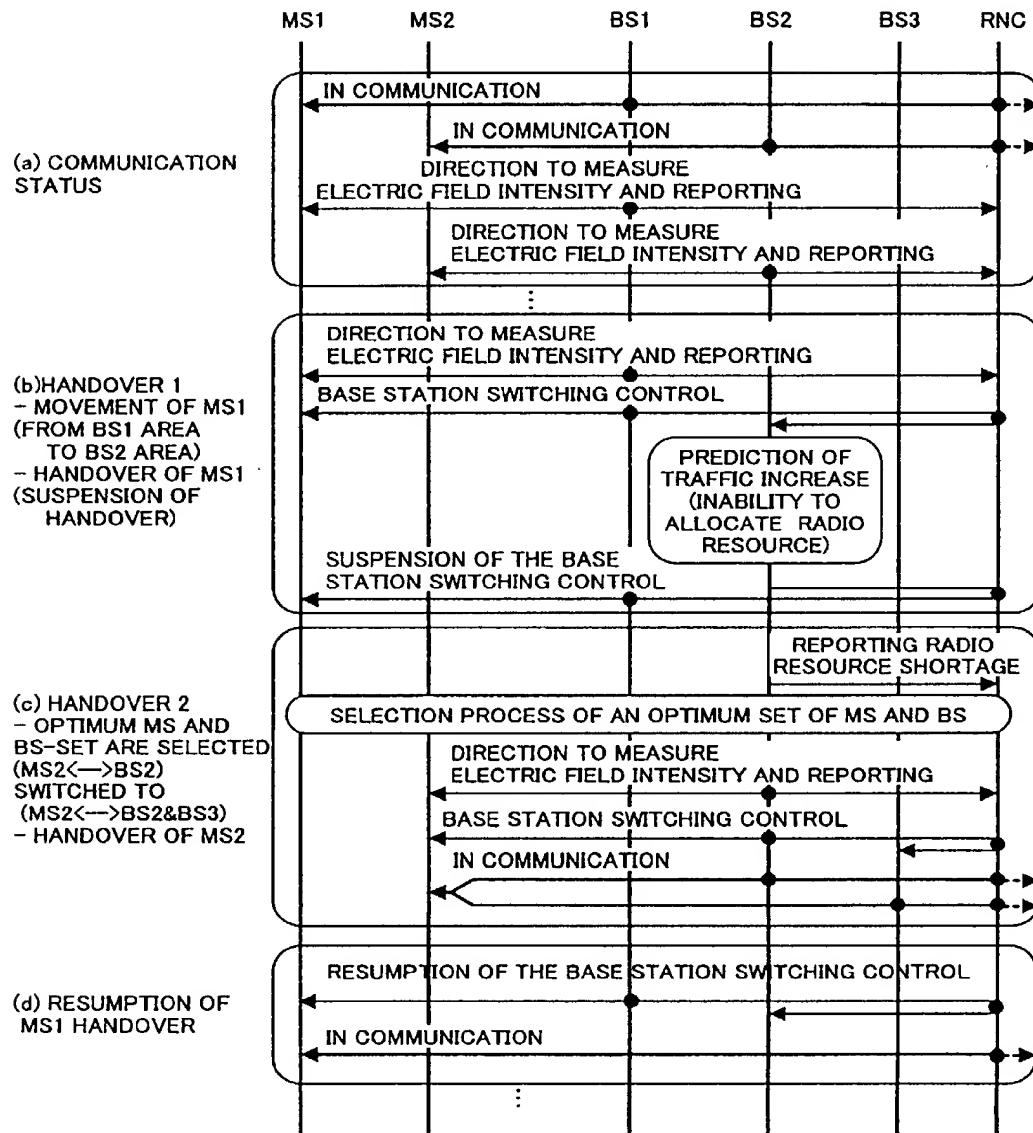 MS1 MS2 BS1 BS2 BS3 RNC
IN COMMUNICATION
IN COMMUNICATION
(a) COMMUNICATION
STATUS
DIRECTION TO MEASURE
ELECTRIC FIELD INTENSITY AND REPORTING
DIRECTION TO MEASURE
ELECTRIC FIELD INTENSITY AND REPORTING
DIRECTION TO MEASURE
ELECTRIC FIELD INTENSITY AND REPORTING
(b)HANDOVER 1
- MOVEMENT OF MS1
(FROM BS1 AREA
TO BS2 AREA)
- HANDOVER OF MS1
(SUSPENSION OF
HANDOVER)
BASE STATION SWITCHING CONTROL
PREDICTION OF
TRAFFIC INCREASE
(INABILITY TO
ALLOCATE RADIO
RESOURCE)
SUSPENSION OF THE BASE
STATION SWITCHING CONTROL
REPORTING RADIO
RESOURCE SHORTAGE
(c) HANDOVER 2
- OPTIMUM MS AND
BS-SET ARE SELECTED
(MS2<-->BS2)
SWITCHED TO
(MS2<-->BS2&BS3)
- HANDOVER OF MS2
SELECTION PROCESS OF AN OPTIMUM SET OF MS AND BS
DIRECTION TO MEASURE
ELECTRIC FIELD INTENSITY AND REPORTING
BASE STATION SWITCHING CONTROL
IN COMMUNICATION
RESUMPTION OF THE BASE STATION SWITCHING CONTROL
(d) RESUMPTION OF
MS1 HANDOVER
IN COMMUNICATION